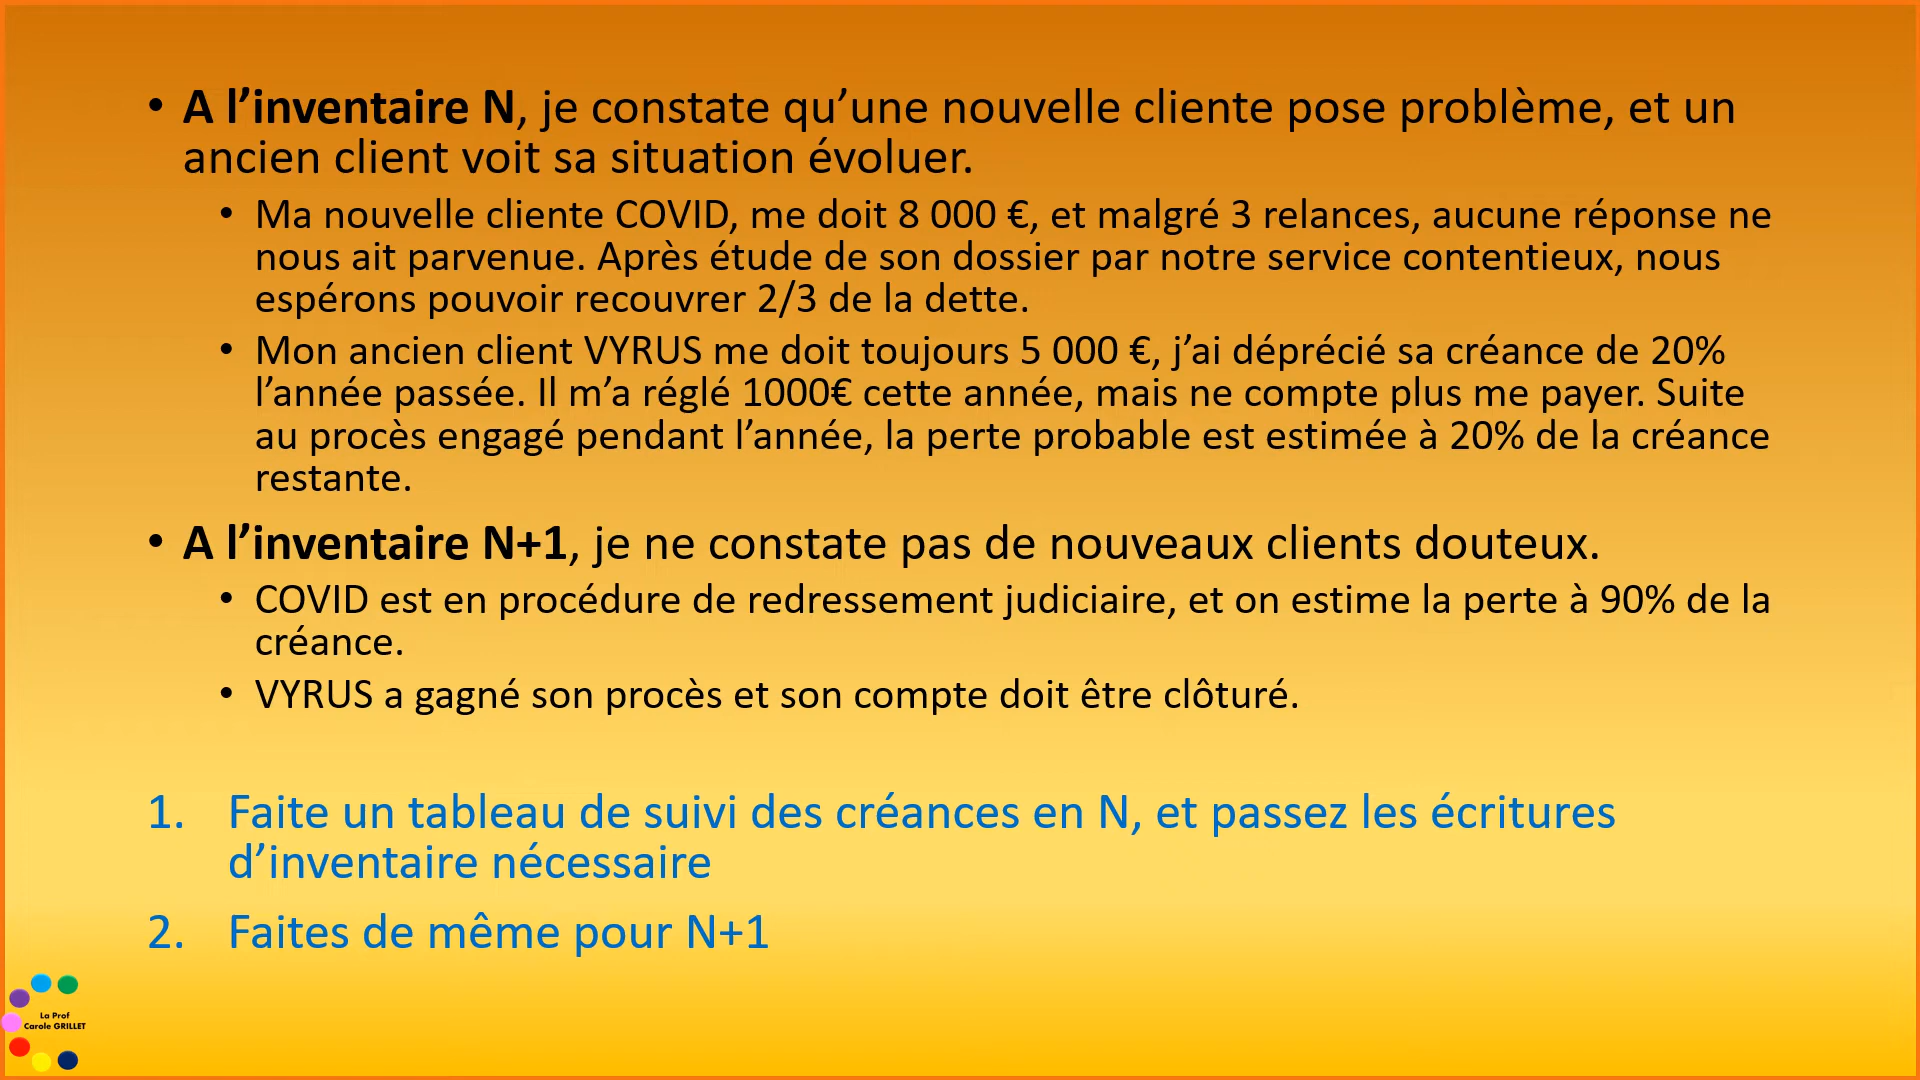 • A l’inventaire N, je constate qu’une nouvelle cliente pose problème, et un
ancien client voit sa situation évoluer.
• Ma nouvelle cliente COVID, me doit 8 000 €, et malgré 3 relances, aucune réponse ne
nous ait parvenue. Après étude de son dossier par notre service contentieux, nous
espérons pouvoir recouvrer 2/3 de la dette.
• Mon ancien client VYRUS me doit toujours 5 000 €, j’ai déprécié sa créance de 20%
l’année passée. Il m’a réglé 1000€ cette année, mais ne compte plus me payer. Suite
au procès engagé pendant l’année, la perte probable est estimée à 20% de la créance
restante.
• A l’inventaire N+1, je ne constate pas de nouveaux clients douteux.
• COVID est en procédure de redressement judiciaire, et on estime la perte à 90% de la
créance.
• VYRUS a gagné son procès et son compte doit être clôturé.
1. Faite un tableau de suivi des créances en N, et passez les écritures
d’inventaire nécessaire
2. Faites de même pour N+1
La Prof
Carole GRILLET